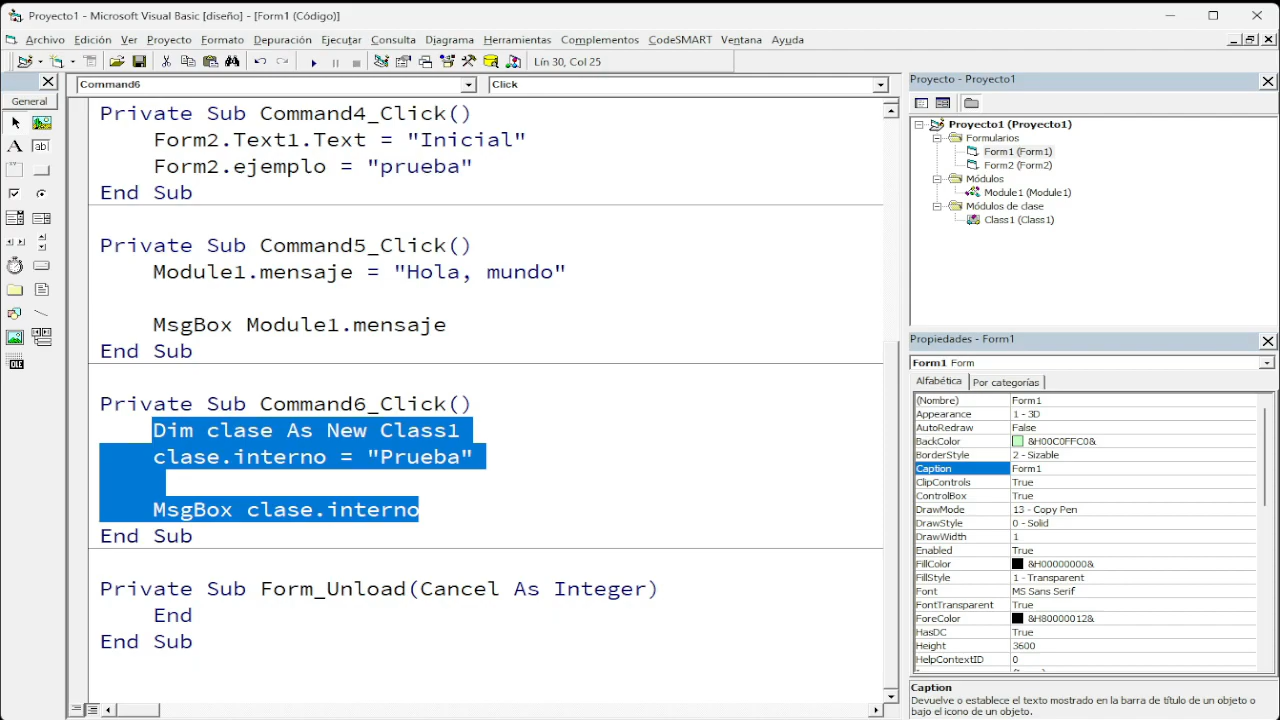 Proyecto1 - Microsoft Visual Basic [diseño] - [Form1 (Código)]
Archivo Edición Ver Proyecto Formato Depuración Ejecutar Consulta Diagrama Herramientas Complementos CodeSMART Ventana Ayuda
Lín 30, Col 25
General
Command6 Click
Private Sub Command4_Click()
Form2.Text1.Text = "Inicial"
Form2.ejemplo = "prueba"
End Sub
Private Sub Command5_Click()
Module1.mensaje = "Hola, mundo"
MsgBox Module1.mensaje
End Sub
Private Sub Command6_Click()
Dim clase As New Class1
clase.interno = "Prueba"
MsgBox clase.interno
End Sub
Private Sub Form_Unload(Cancel As Integer)
End
End Sub
OLE
Proyecto - Proyecto1
Proyecto1 (Proyecto1)
Formularios
Form1 (Form1)
Form2 (Form2)
Módulos
Module1 (Module1)
Módulos de clase
Class1 (Class1)
Propiedades - Form1
Form1 Form
Alfabética Por categorías
(Nombre) Form1
Appearance 1 - 3D
AutoRedraw False
BackColor &H00C0FFC0&
BorderStyle 2 - Sizable
Caption Form1
ClipControls True
ControlBox True
DrawMode 13 - Copy Pen
DrawStyle 0 - Solid
DrawWidth 1
Enabled True
FillColor &H00000000&
FillStyle 1 - Transparent
Font MS Sans Serif
FontTransparent True
ForeColor &H80000012&
HasDC True
Height 3600
HelpContextID 0
Caption
Devuelve o establece el texto mostrado en la barra de título de un objeto o
bajo el icono de un objeto.